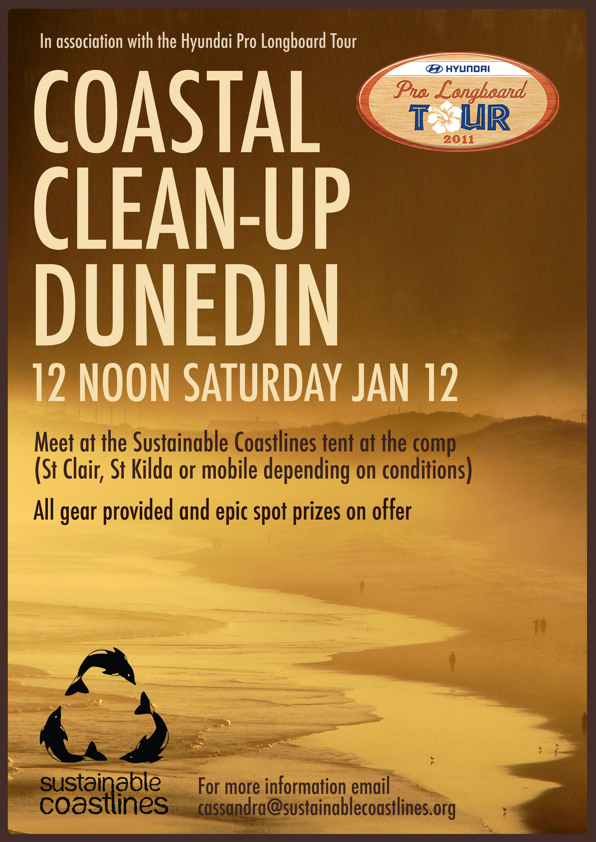 In association with the Hyundai Pro Longboard Tour
HYUNDAI
Pro Longboard
TOUR
2011
COASTAL
CLEAN-UP
DUNEDIN
12 NOON SATURDAY JAN 12
Meet at the Sustainable Coastlines tent at the comp
(St Clair, St Kilda or mobile depending on conditions)
All gear provided and epic spot prizes on offer
sustainable
coastlines
For more information email
cassandra@sustainablecoastlines.org